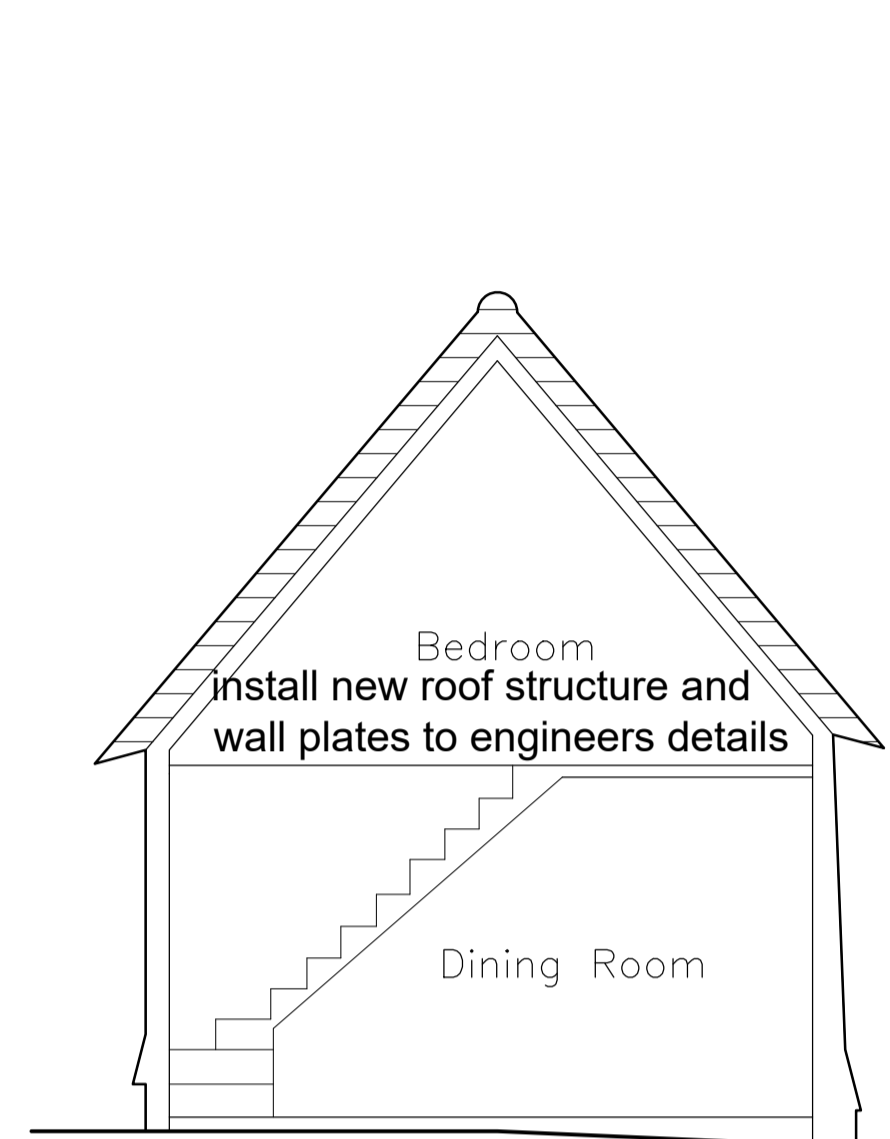 Bedroom
install new roof structure and
wall plates to engineers details
Dining Room